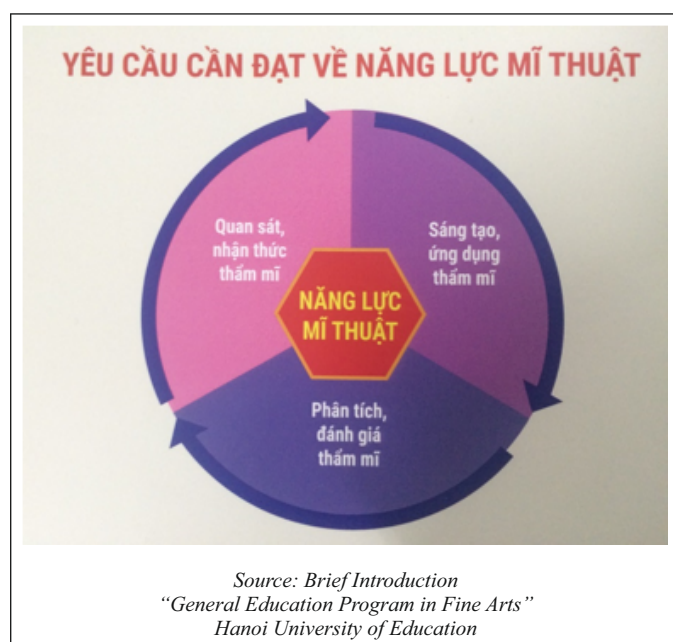 YÊU CẦU CẦN ĐẠT VỀ NĂNG LỰC MĨ THUẬT
Quan sát,
nhận thức
thẩm mĩ
Sáng tạo,
ứng dụng
thẩm mĩ
NĂNG LỰC
MĨ THUẬT
Phân tích,
đánh giá
thẩm mĩ
Source: Brief Introduction
“General Education Program in Fine Arts”
Hanoi University of Education